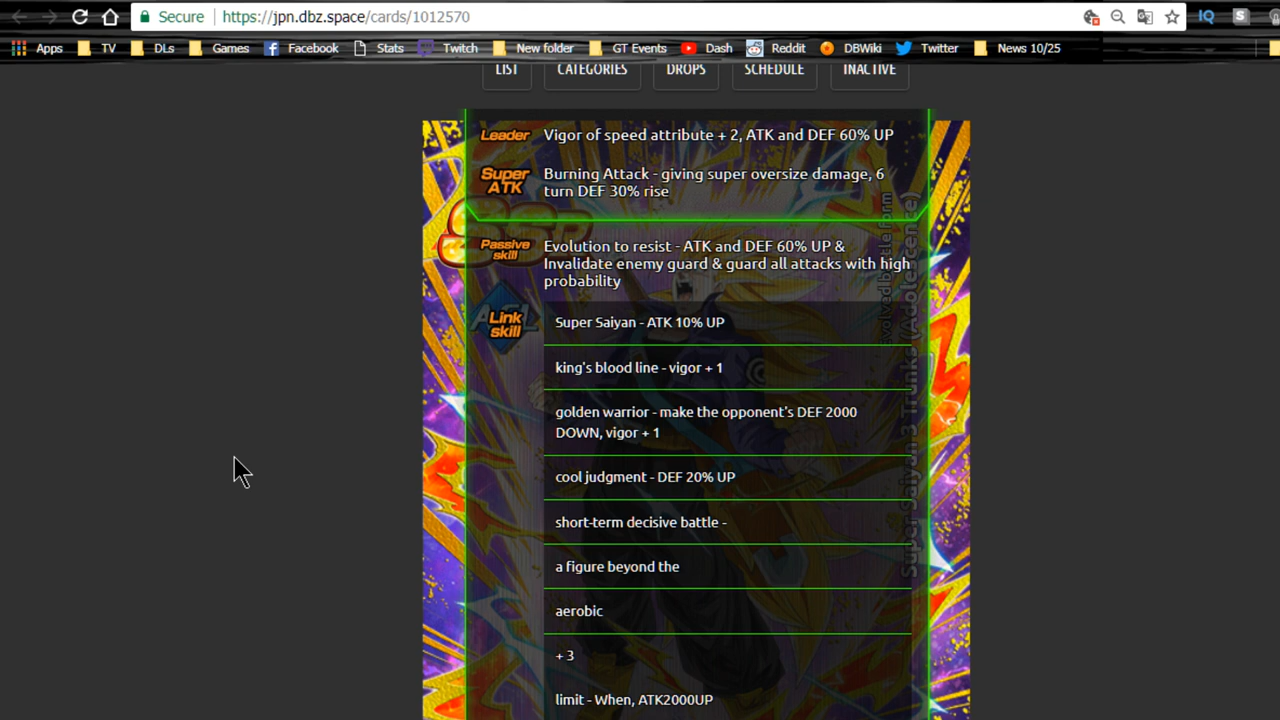 Secure https://jpn.dbz.space/cards/1012570
Apps TV DLs Games Facebook Stats Twitch New folder GT Events Dash Reddit DBWiki Twitter News 10/25
LIST CATEGORIES DROPS SCHEDULE INACTIVE
Leader Vigor of speed attribute + 2, ATK and DEF 60% UP
Super ATK
Burning Attack - giving super oversize damage, 6
turn DEF 30% rise
Passive skill
Evolution to resist - ATK and DEF 60% UP &
Invalidate enemy guard & guard all attacks with high
probability
Link skill
Super Saiyan - ATK 10% UP
king's blood line - vigor + 1
golden warrior - make the opponent's DEF 2000
DOWN, vigor + 1
cool judgment - DEF 20% UP
short-term decisive battle -
a figure beyond the
aerobic
+ 3
limit - When, ATK2000UP
Super Saiyan 3 Trunks (Adolescence)